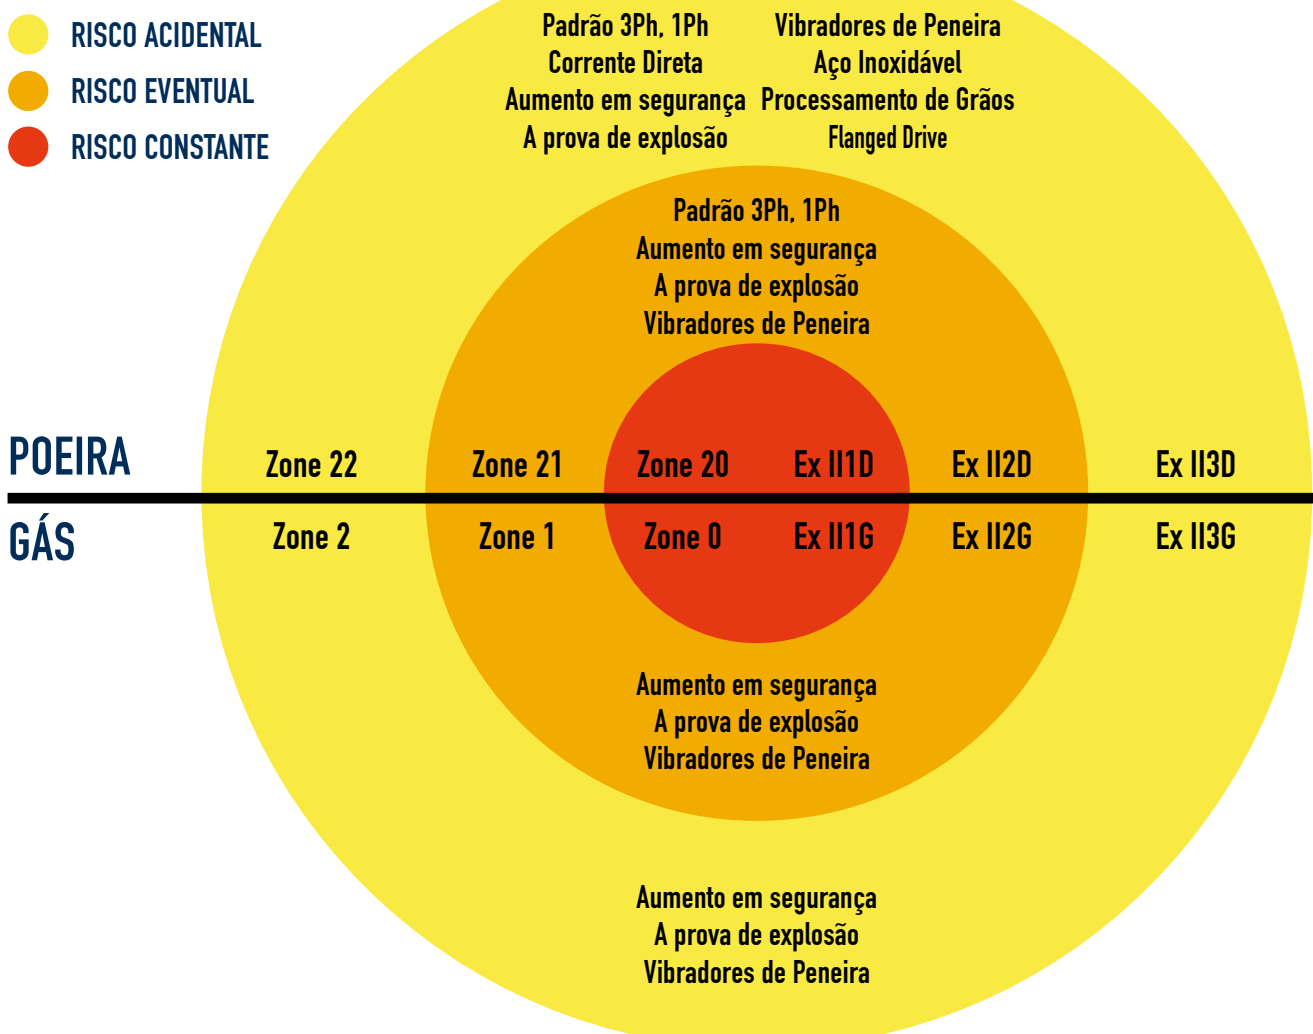 RISCO ACIDENTAL
RISCO EVENTUAL
RISCO CONSTANTE
Padrão 3Ph, 1Ph
Corrente Direta
Aumento em segurança
A prova de explosão
Vibradores de Peneira
Aço Inoxidável
Processamento de Grãos
Flanged Drive
Padrão 3Ph, 1Ph
Aumento em segurança
A prova de explosão
Vibradores de Peneira
POEIRA
Zone 22 Zone 21 Zone 20 Ex II1D Ex II2D Ex II3D
GÁS
Zone 2 Zone 1 Zone 0 Ex II1G Ex II2G Ex II3G
Aumento em segurança
A prova de explosão
Vibradores de Peneira
Aumento em segurança
A prova de explosão
Vibradores de Peneira